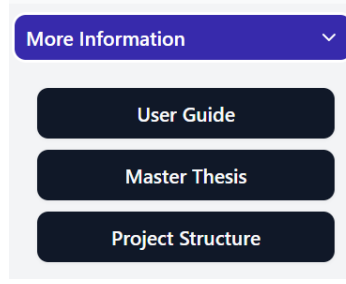 More Information
User Guide
Master Thesis
Project Structure